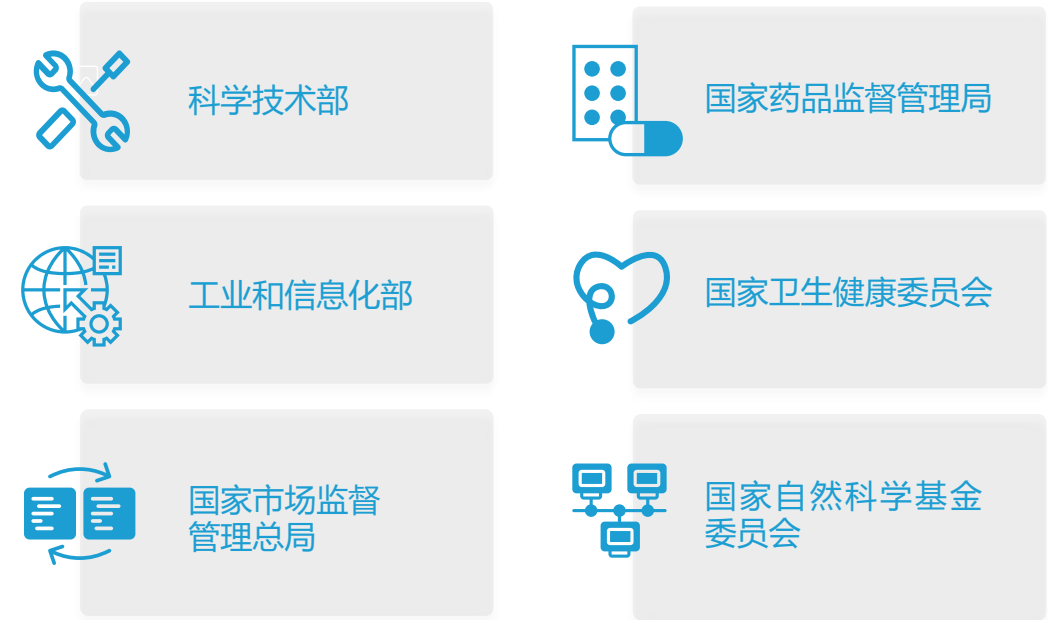 科学技术部
国家药品监督管理局
工业和信息化部
国家卫生健康委员会
国家市场监督
管理总局
国家自然科学基金
委员会